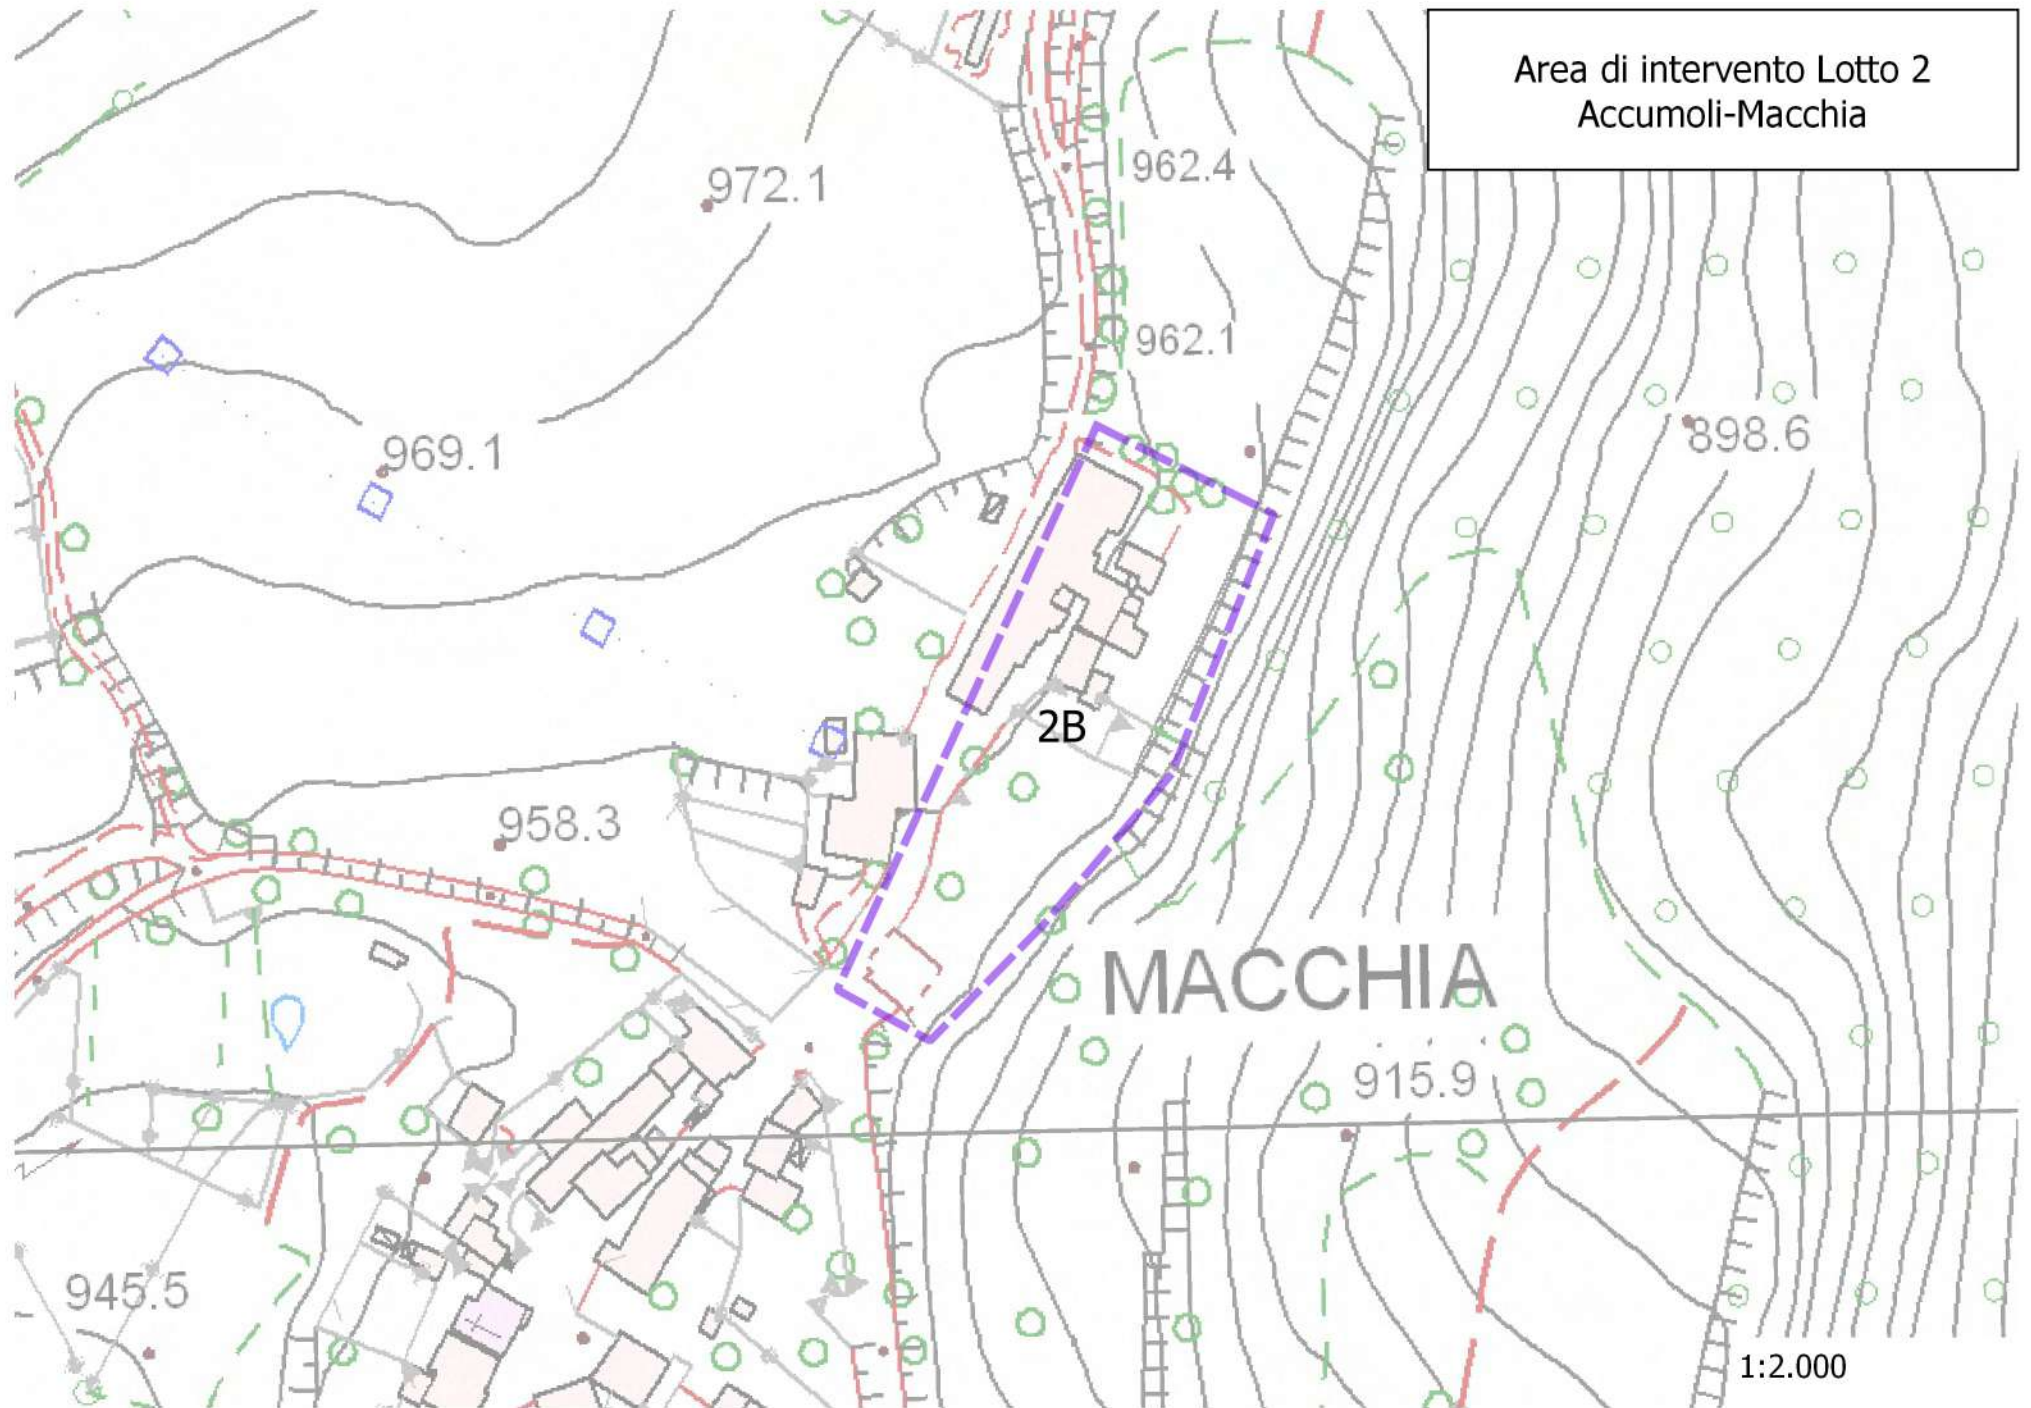 Area di intervento Lotto 2
Accumoli-Macchia
972.1
962.4
962.1
969.1
898.6
2B
958.3
MACCHIA
915.9
945.5
1:2.000